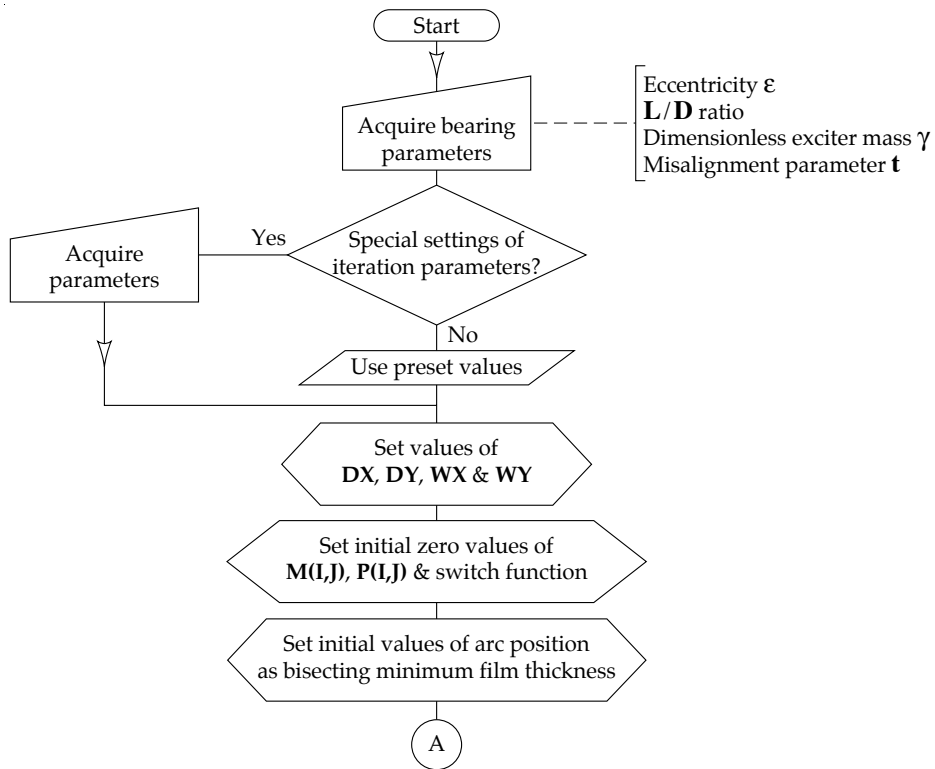 Start
Acquire bearing
parameters
Eccentricity ε
L/D ratio
Dimensionless exciter mass γ
Misalignment parameter t
Special settings of
iteration parameters?
Yes
Acquire
parameters
No
Use preset values
Set values of
DX, DY, WX & WY
Set initial zero values of
M(I,J), P(I,J) & switch function
Set initial values of arc position
as bisecting minimum film thickness
A